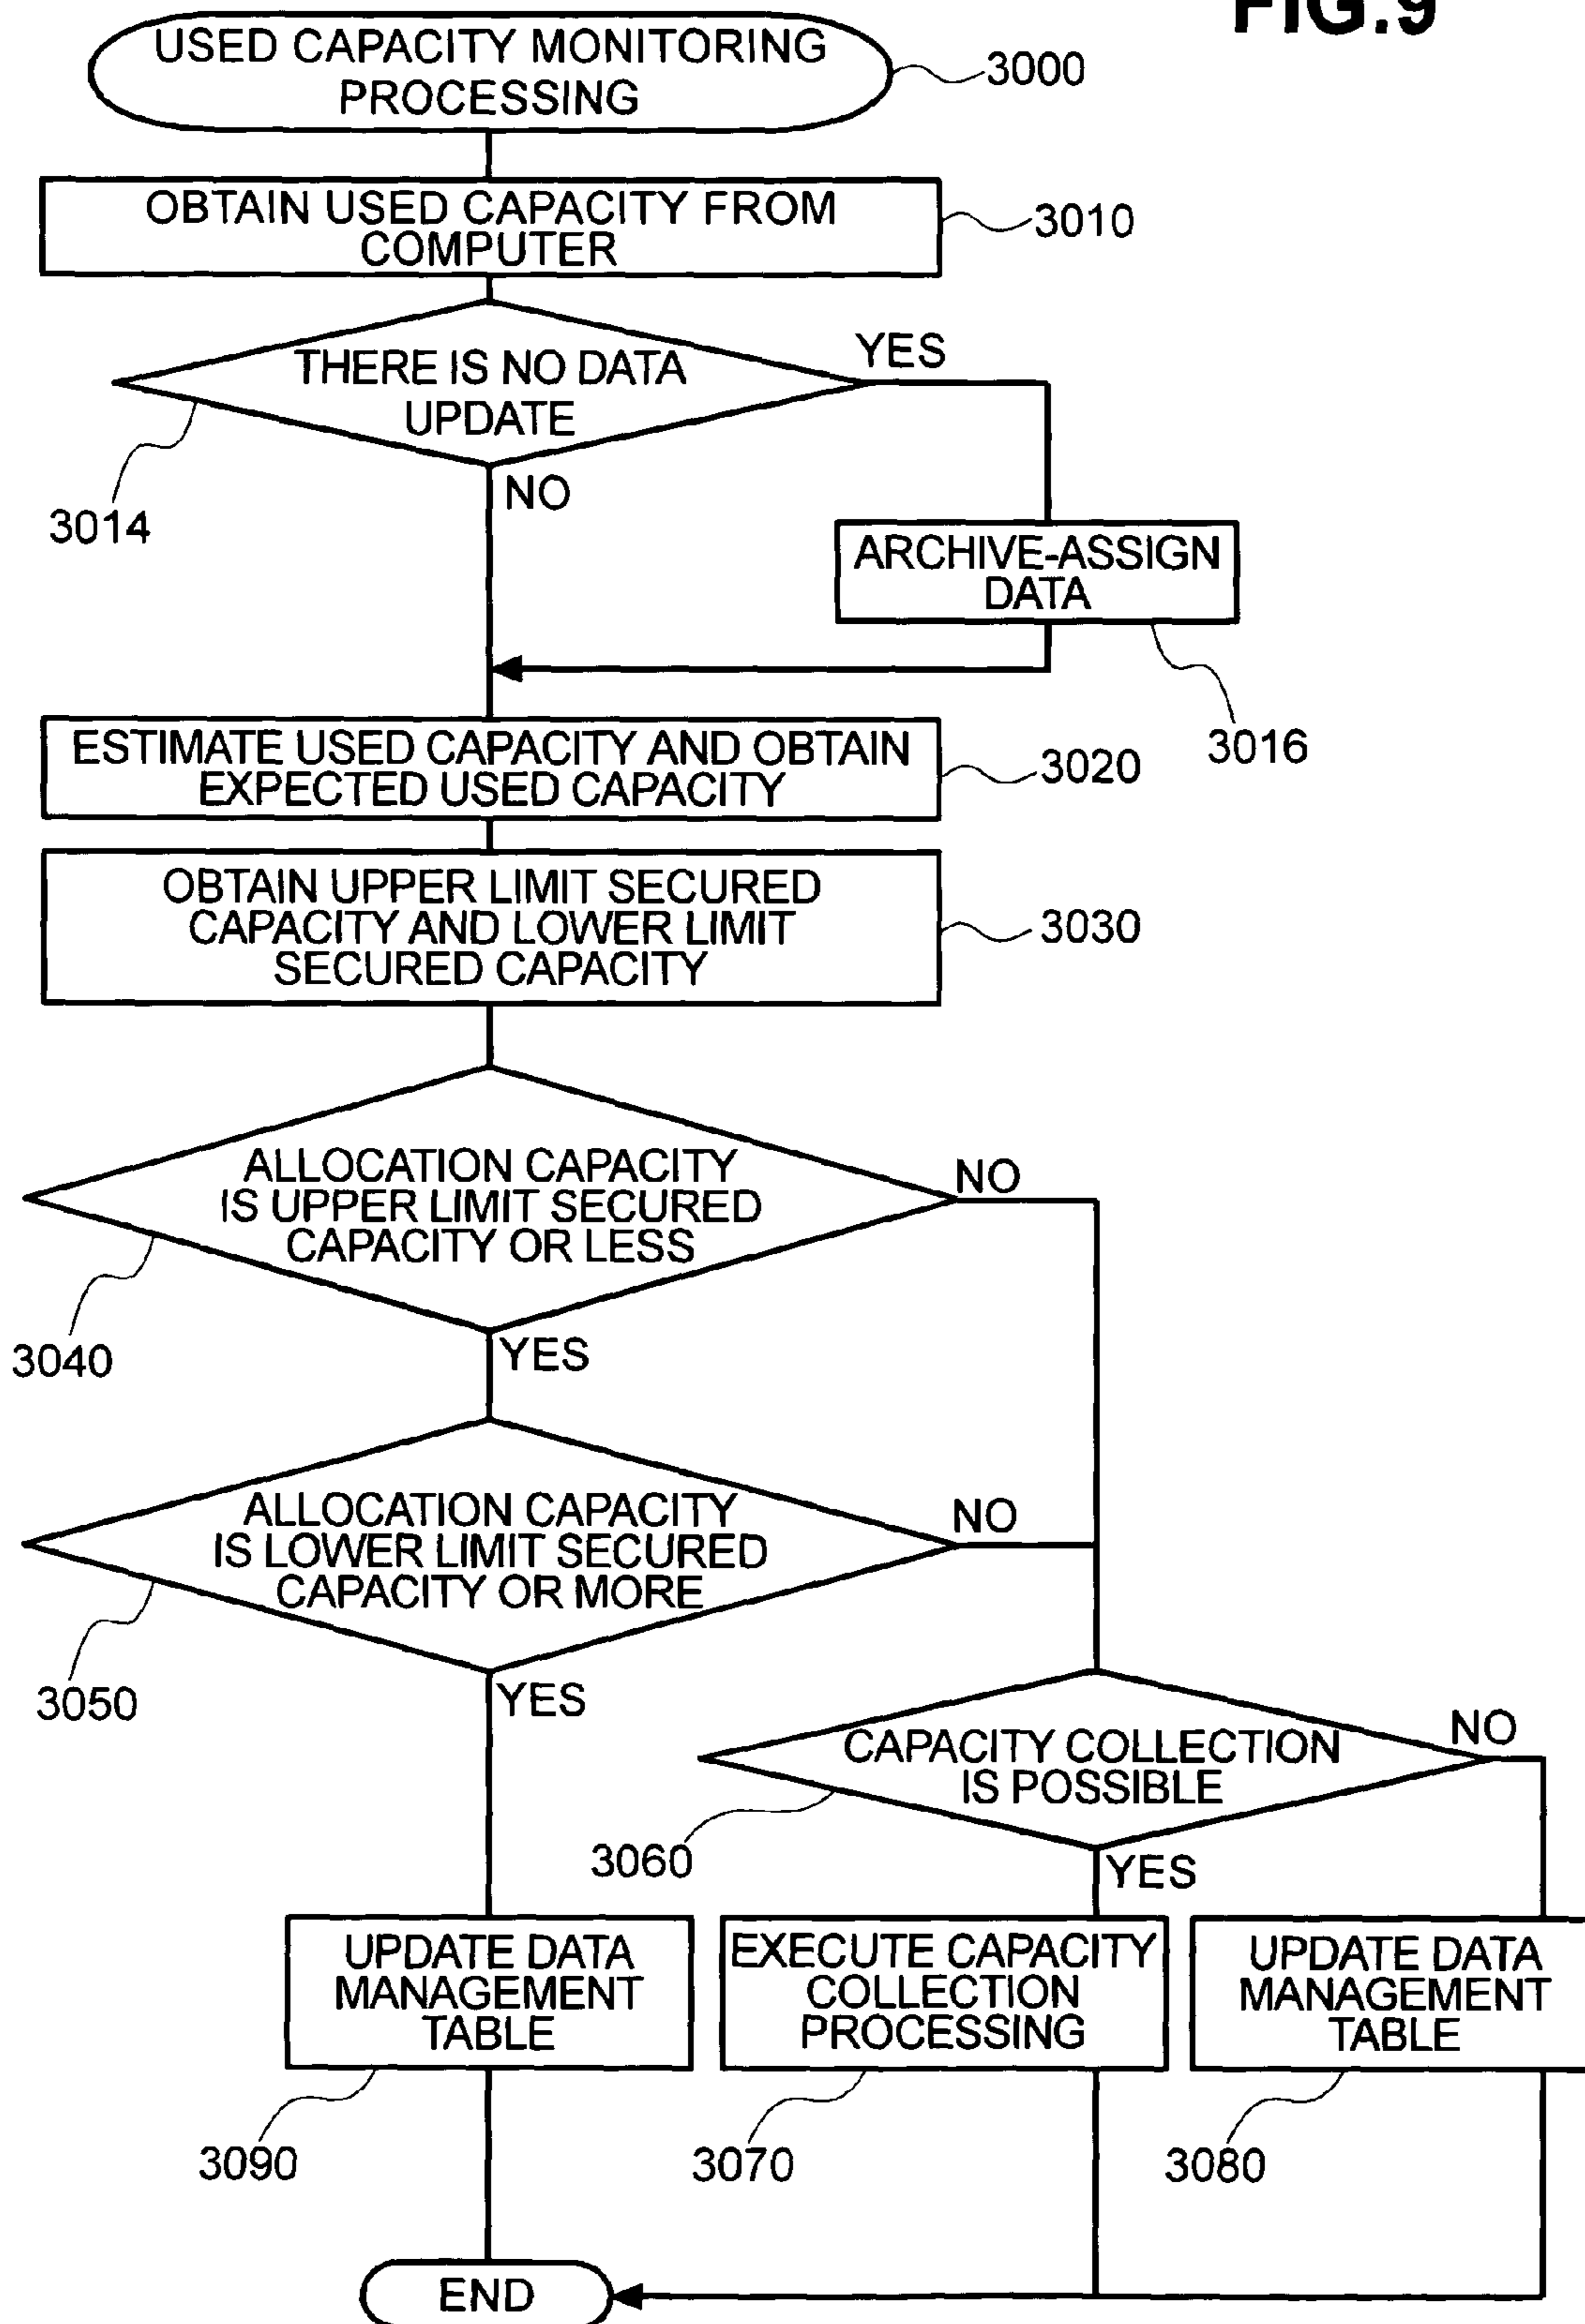 FIG.9
USED CAPACITY MONITORING
PROCESSING
3000
OBTAIN USED CAPACITY FROM
COMPUTER
3010
THERE IS NO DATA
UPDATE
YES
NO
3014
ARCHIVE-ASSIGN
DATA
3016
ESTIMATE USED CAPACITY AND OBTAIN
EXPECTED USED CAPACITY
3020
OBTAIN UPPER LIMIT SECURED
CAPACITY AND LOWER LIMIT
SECURED CAPACITY
3030
ALLOCATION CAPACITY
IS UPPER LIMIT SECURED
CAPACITY OR LESS
NO
3040
YES
ALLOCATION CAPACITY
IS LOWER LIMIT SECURED
CAPACITY OR MORE
NO
3050
YES
CAPACITY COLLECTION
IS POSSIBLE
NO
3060
YES
UPDATE DATA
MANAGEMENT
TABLE
EXECUTE CAPACITY
COLLECTION
PROCESSING
UPDATE DATA
MANAGEMENT
TABLE
3090
3070
3080
END